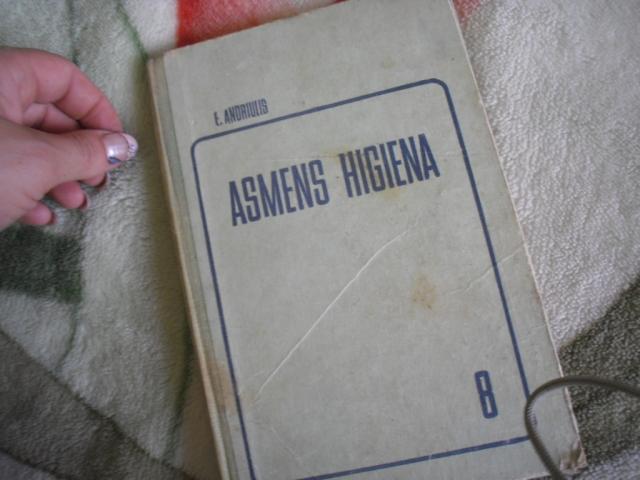 E. ANDRIULIS
ASMENS HIGIENA
8